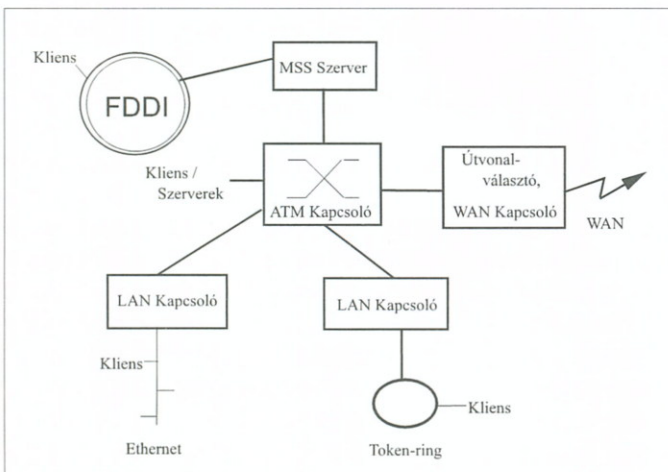 Kliens
FDDI
MSS Szerver
Kliens /
Szerverek
ATM Kapcsoló
Útvonal-
választó,
WAN Kapcsoló
WAN
LAN Kapcsoló
LAN Kapcsoló
Kliens
Kliens
Ethernet
Token-ring